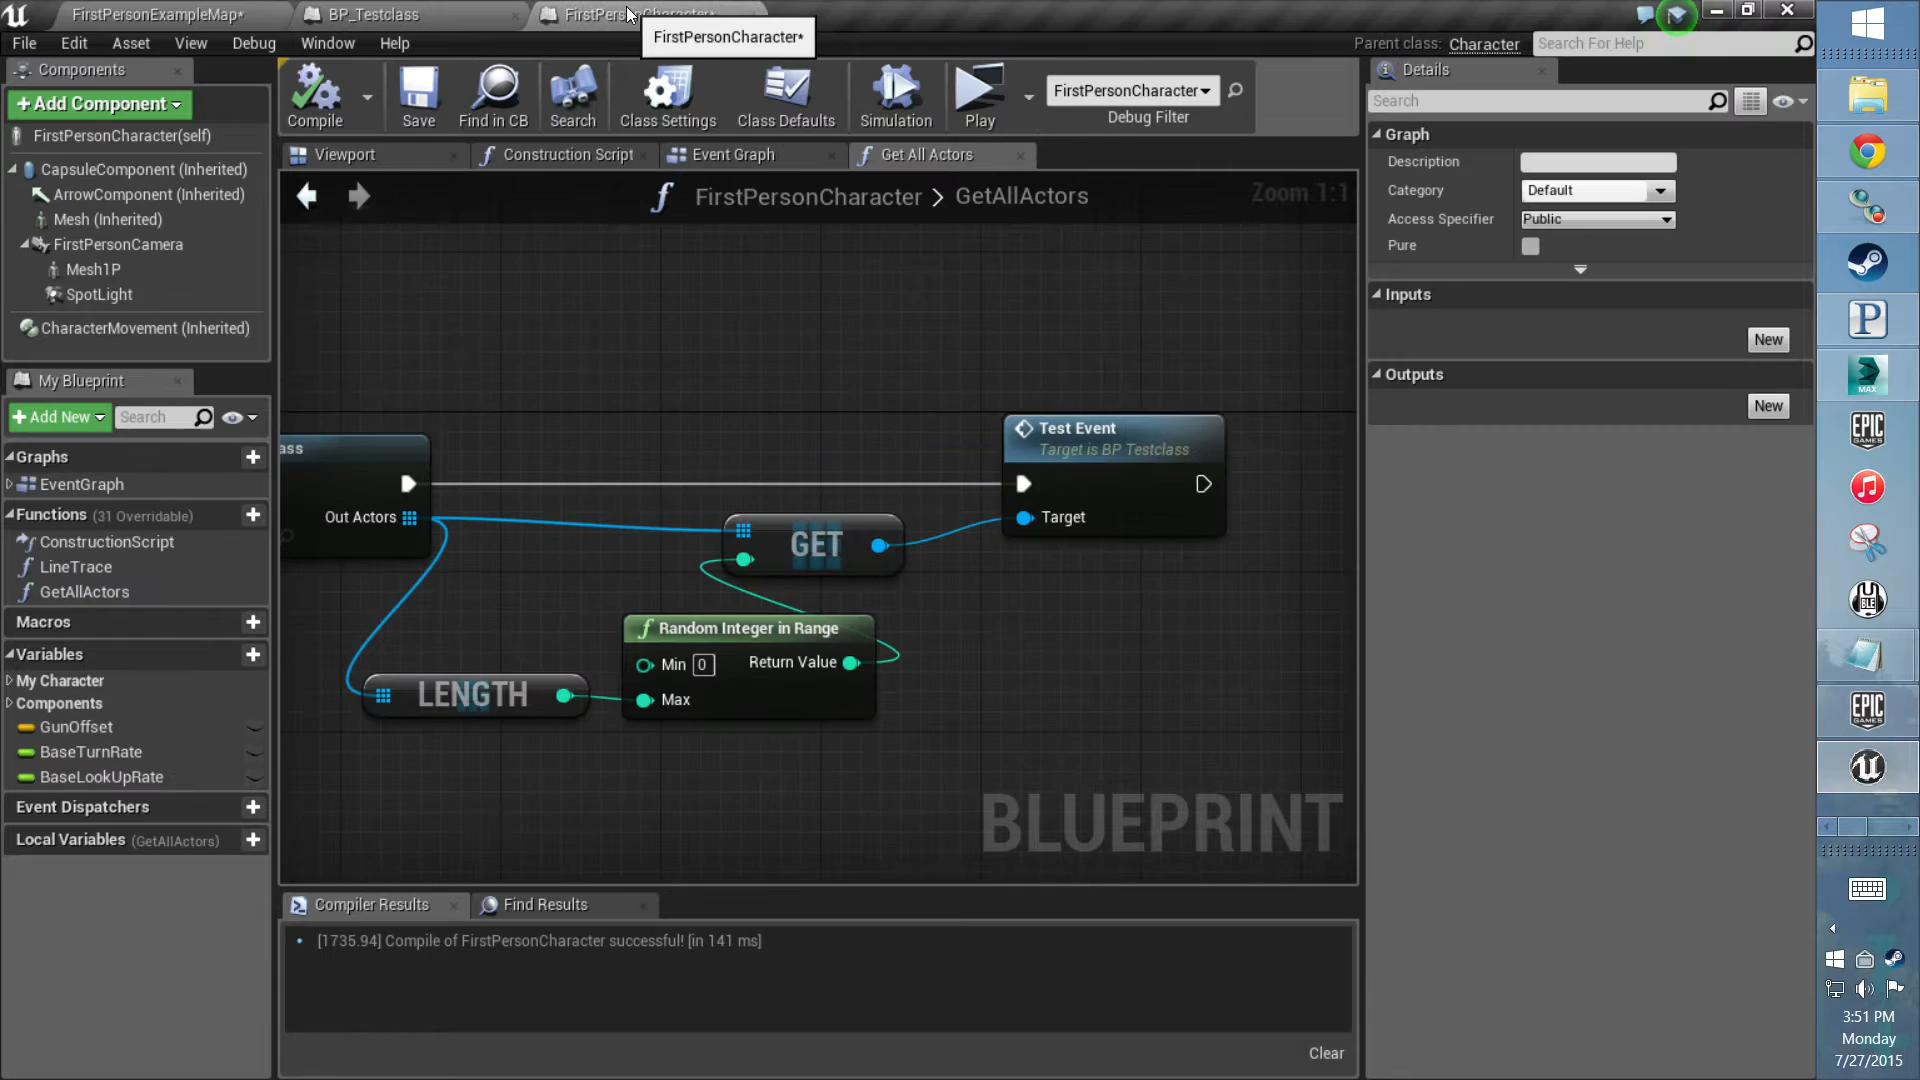 FirstPersonExampleMap*
BP_Testclass
FirstPersonCharacter*
FirstPersonCharacter*
File Edit Asset View Debug Window Help
Parent class: Character
Search For Help
Components
+Add Component
FirstPersonCharacter(self)
CapsuleComponent (Inherited)
ArrowComponent (Inherited)
Mesh (Inherited)
FirstPersonCamera
Mesh1P
SpotLight
CharacterMovement (Inherited)
Compile
Save
Find in CB
Search
Class Settings
Class Defaults
Simulation
Play
FirstPersonCharacter
Debug Filter
Viewport
Construction Script
Event Graph
Get All Actors
FirstPersonCharacter > GetAllActors
Zoom 1:1
My Blueprint
+Add New
Search
Graphs
EventGraph
Functions (31 Overridable)
ConstructionScript
LineTrace
GetAllActors
Macros
Variables
My Character
Components
GunOffset
BaseTurnRate
BaseLookUpRate
Event Dispatchers
Local Variables (GetAllActors)
ass
Out Actors
GET
Test Event
Target is BP Testclass
Target
Random Integer in Range
Min 0
Return Value
Max
LENGTH
BLUEPRINT
Compiler Results
Find Results
[1735.94] Compile of FirstPersonCharacter successful! [in 141 ms]
Clear
Details
Search
Graph
Description
Category Default
Access Specifier Public
Pure
Inputs
New
Outputs
New
P
MAX
EPIC
GAMES
EPIC
GAMES
3:51 PM
Monday
7/27/2015